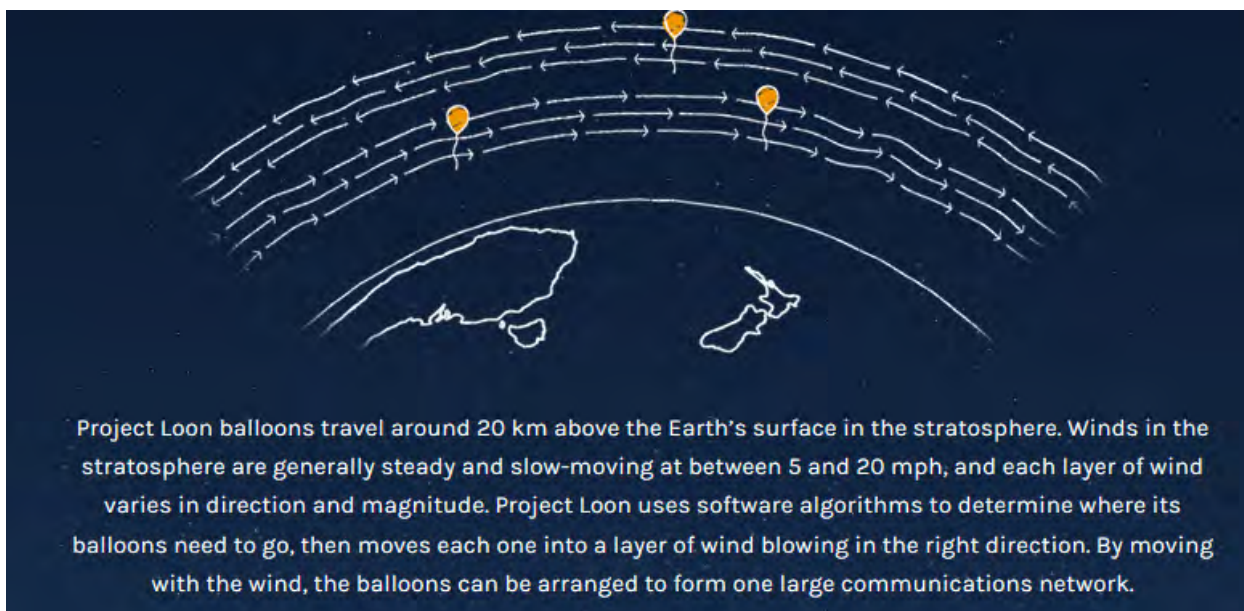 Project Loon balloons travel around 20 km above the Earth's surface in the stratosphere. Winds in the
stratosphere are generally steady and slow-moving at between 5 and 20 mph, and each layer of wind
varies in direction and magnitude. Project Loon uses software algorithms to determine where its
balloons need to go, then moves each one into a layer of wind blowing in the right direction. By moving
with the wind, the balloons can be arranged to form one large communications network.